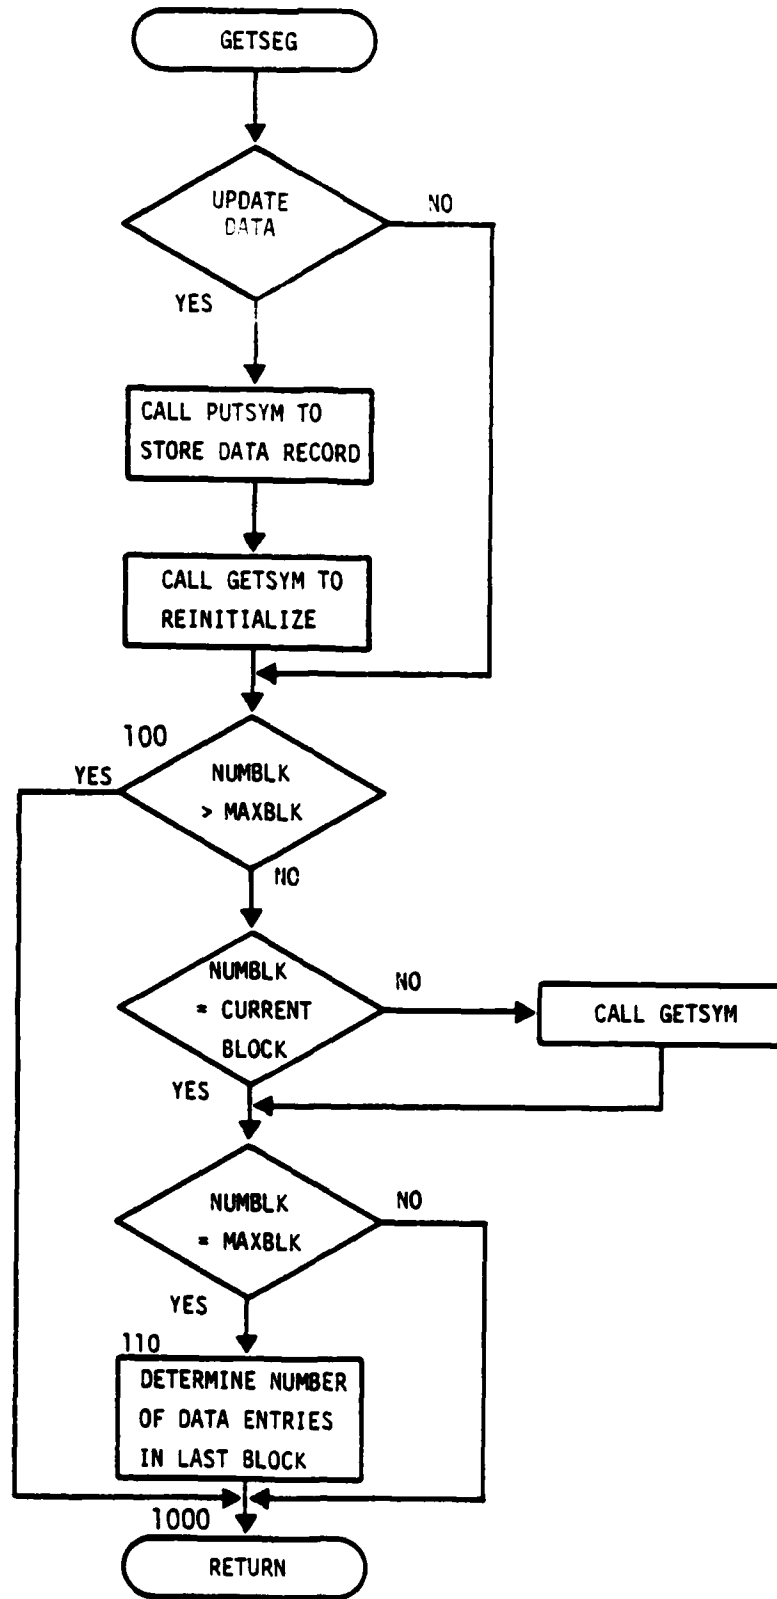 GETSEG
UPDATE
DATA
NO
YES
CALL PUTSYM TO
STORE DATA RECORD
CALL GETSYM TO
REINITIALIZE
100
YES
NUMBLK
> MAXBLK
NO
NUMBLK
= CURRENT
BLOCK
NO
CALL GETSYM
YES
NUMBLK
= MAXBLK
NO
YES
110
DETERMINE NUMBER
OF DATA ENTRIES
IN LAST BLOCK
1000
RETURN